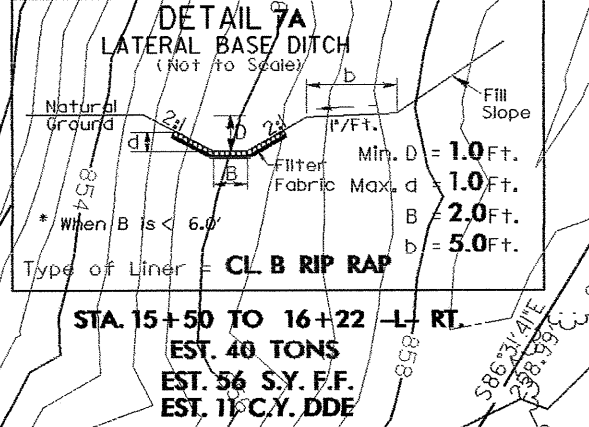 DETAIL 7A
LATERAL BASE DITCH
(Not to Scale)
b
Natural
Ground
2:1
D
2:1
d
1"/Ft.
Fill
Slope
B
Filter
Fabric
Min. D = 1.0 Ft.
Max. d = 1.0 Ft.
B = 2.0 Ft.
b = 5.0 Ft.
* When B is < 6.0'
Type of Liner = CL. B RIP RAP
854
STA. 15+50 TO 16+22 -L- RT.
EST. 40 TONS
EST. 56 S.Y. F.F.
EST. 11 C.Y. DDE
858
S86°31'41"E